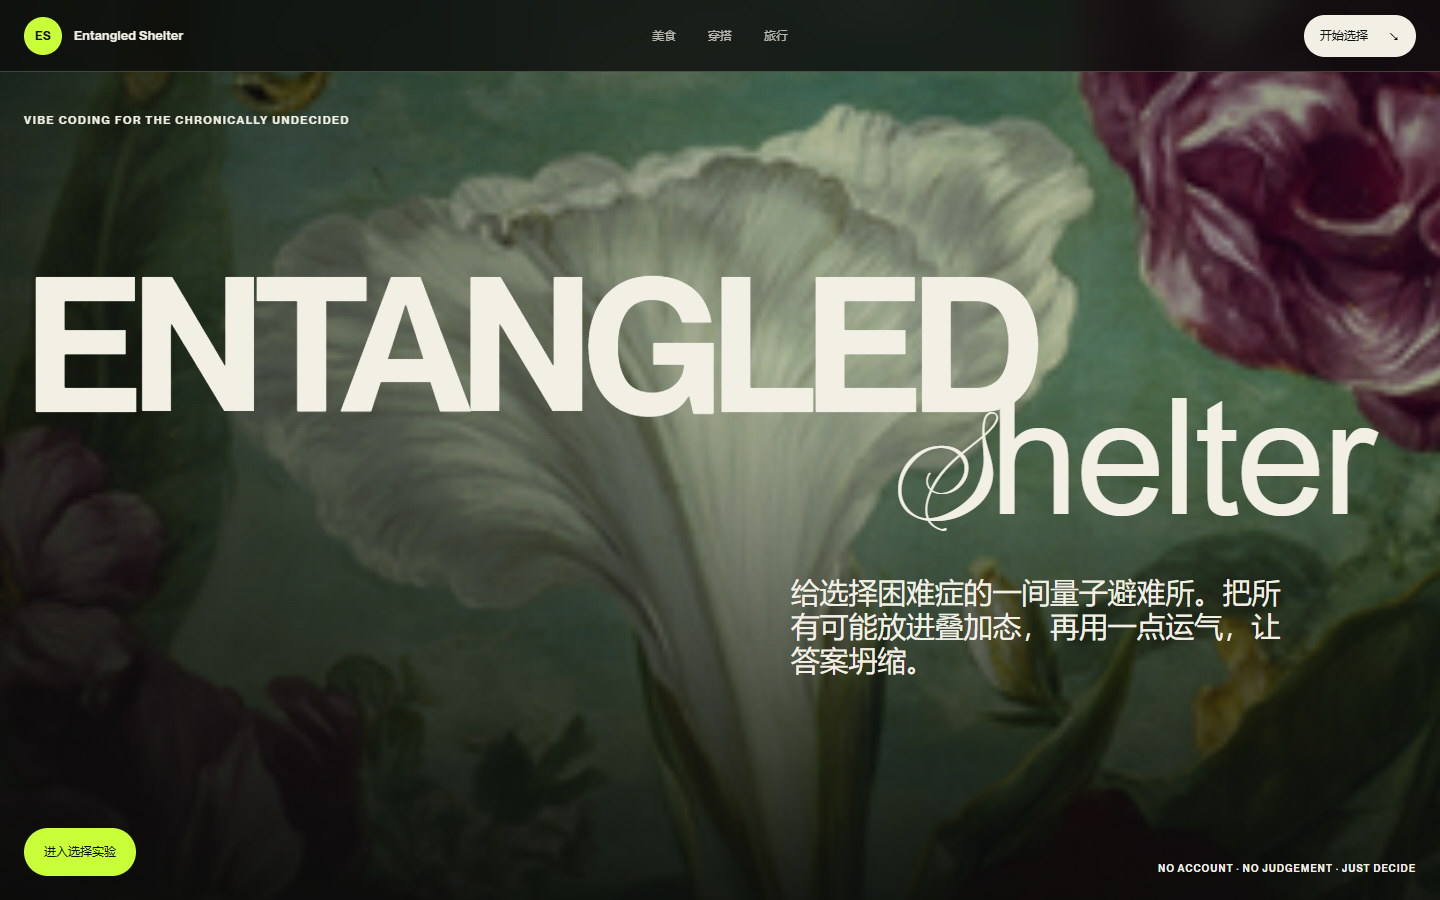 ES
Entangled Shelter
美食
穿搭
旅行
开始选择 ↘
VIBE CODING FOR THE CHRONICALLY UNDECIDED
ENTANGLED
Shelter
给选择困难症的一间量子避难所。把所
有可能放进叠加态，再用一点运气，让
答案坍缩。
进入选择实验
NO ACCOUNT · NO JUDGEMENT · JUST DECIDE